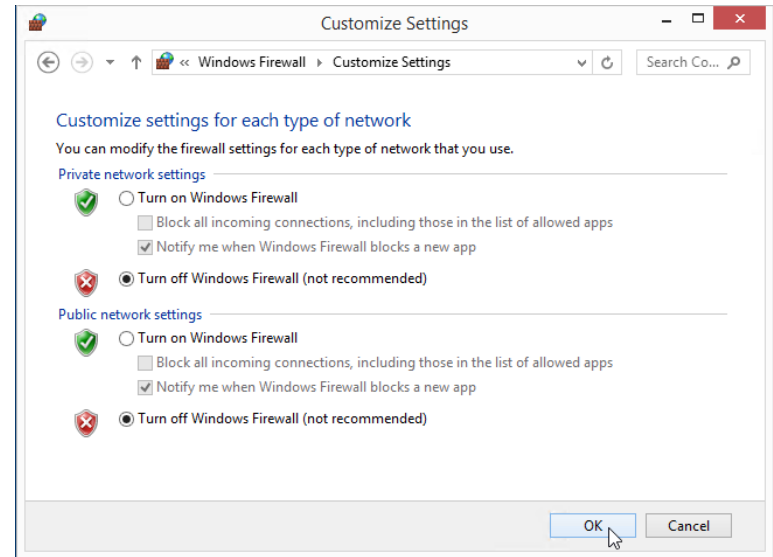 Customize Settings
« Windows Firewall ▸ Customize Settings
Search Co...
Customize settings for each type of network
You can modify the firewall settings for each type of network that you use.
Private network settings
Turn on Windows Firewall
Block all incoming connections, including those in the list of allowed apps
Notify me when Windows Firewall blocks a new app
Turn off Windows Firewall (not recommended)
Public network settings
Turn on Windows Firewall
Block all incoming connections, including those in the list of allowed apps
Notify me when Windows Firewall blocks a new app
Turn off Windows Firewall (not recommended)
OK Cancel